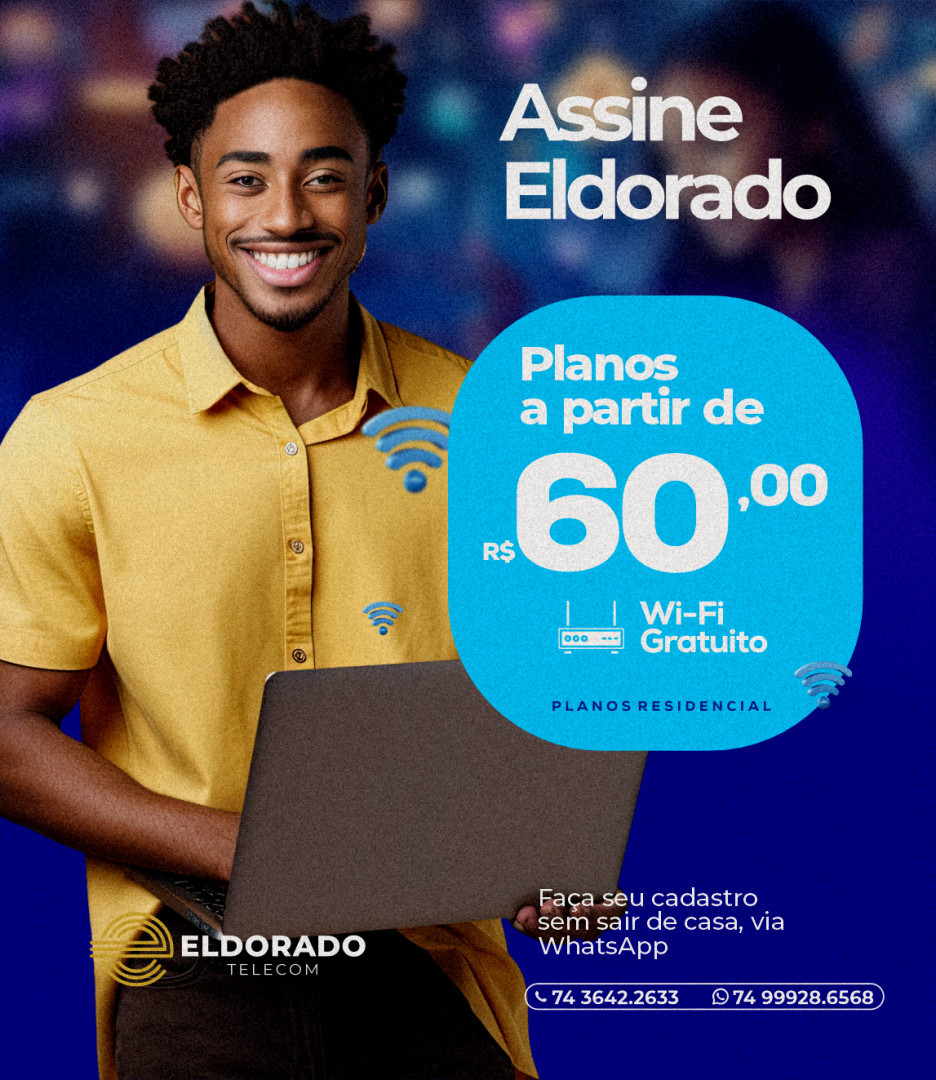 Assine
Eldorado
Planos
a partir de
R$60,00
Wi-Fi
Gratuito
PLANOS RESIDENCIAL
Faça seu cadastro
sem sair de casa, via
WhatsApp
ELDORADO
TELECOM
74 3642.2633 74 99928.6568